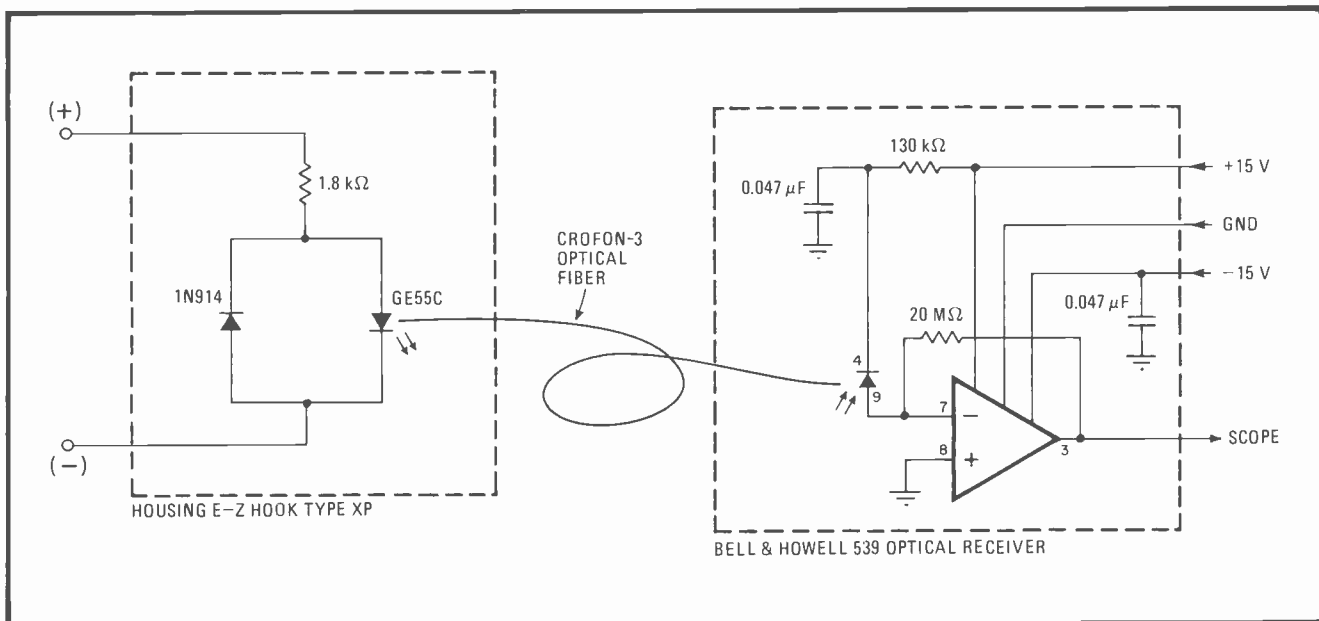 (+)
1.8 kΩ
1N914
GE55C
(-)
HOUSING E-Z HOOK TYPE XP
CROFON-3
OPTICAL
FIBER
130 kΩ
0.047 μF
+15 V
GND
-15 V
0.047 μF
20 MΩ
4
9
7
-
8
+
3
SCOPE
BELL & HOWELL 539 OPTICAL RECEIVER